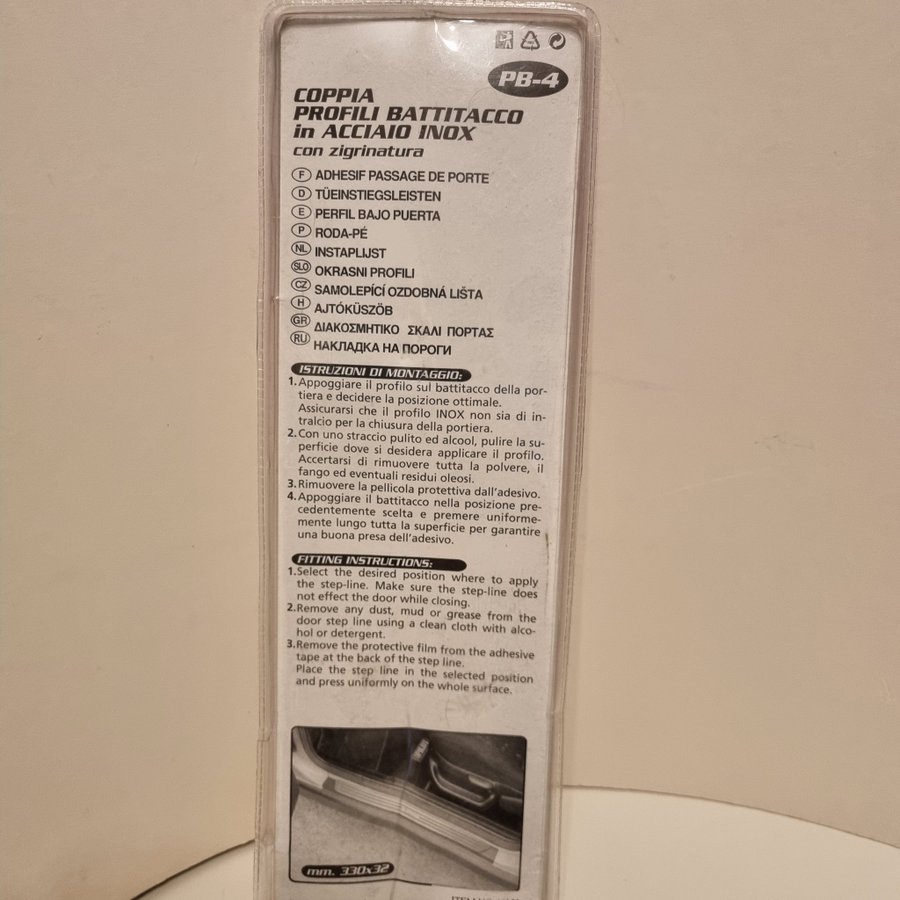 PB-4
COPPIA
PROFILI BATTITACCO
in ACCIAIO INOX
con zigrinatura
F ADHESIF PASSAGE DE PORTE
D TÜEINSTIEGSLEISTEN
E PERFIL BAJO PUERTA
P RODA-PÉ
NL INSTAPLIJST
SLO OKRASNI PROFILI
CZ SAMOLEPÍCÍ OZDOBNÁ LIŠTA
H AJTÓKÜSZÖB
GR ΔΙΑΚΟΣΜΗΤΙΚΟ ΣΚΑΛΙ ΠΟΡΤΑΣ
RU НАКЛАДКА НА ПОРОГИ
ISTRUZIONI DI MONTAGGIO:
1. Appoggiare il profilo sul battitacco della por-
tiera e decidere la posizione ottimale.
Assicurarsi che il profilo INOX non sia di in-
tralcio per la chiusura della portiera.
2. Con uno straccio pulito ed alcool, pulire la su-
perficie dove si desidera applicare il profilo.
Accertarsi di rimuovere tutta la polvere, il
fango ed eventuali residui oleosi.
3. Rimuovere la pellicola protettiva dall'adesivo.
4. Appoggiare il battitacco nella posizione pre-
cedentemente scelta e premere uniforme-
mente lungo tutta la superficie per garantire
una buona presa dell'adesivo.
FITTING INSTRUCTIONS:
1. Select the desired position where to apply
the step-line. Make sure the step-line does
not effect the door while closing.
2. Remove any dust, mud or grease from the
door step line using a clean cloth with alco-
hol or detergent.
3. Remove the protective film from the adhesive
tape at the back of the step line.
Place the step line in the selected position
and press uniformly on the whole surface.
mm. 330x32